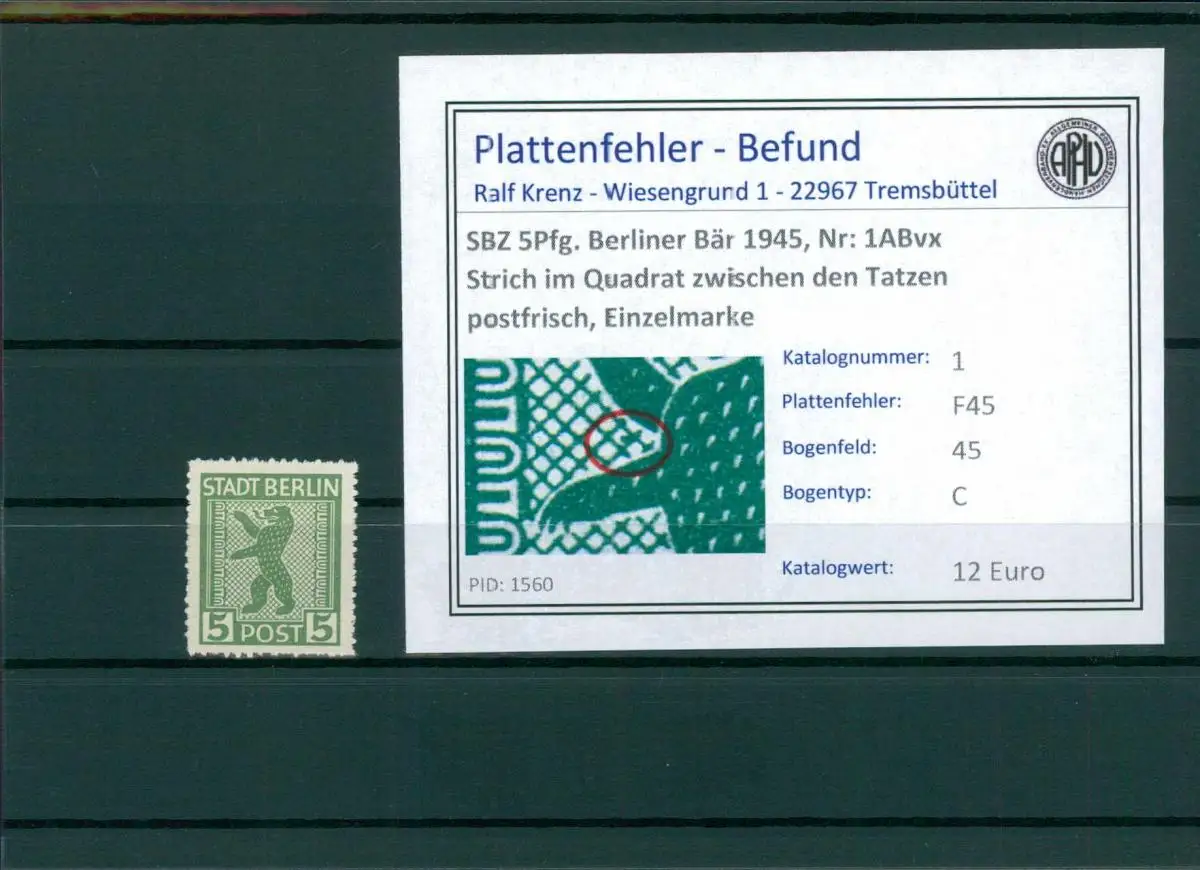 Plattenfehler - Befund
Ralf Krenz - Wiesengrund 1 - 22967 Tremsbüttel
APHV
SBZ 5Pfg. Berliner Bär 1945, Nr: 1ABvx
Strich im Quadrat zwischen den Tatzen
postfrisch, Einzelmarke
Katalognummer: 1
Plattenfehler: F45
Bogenfeld: 45
Bogentyp: C
Katalogwert: 12 Euro
PID: 1560
STADT BERLIN
5 POST 5